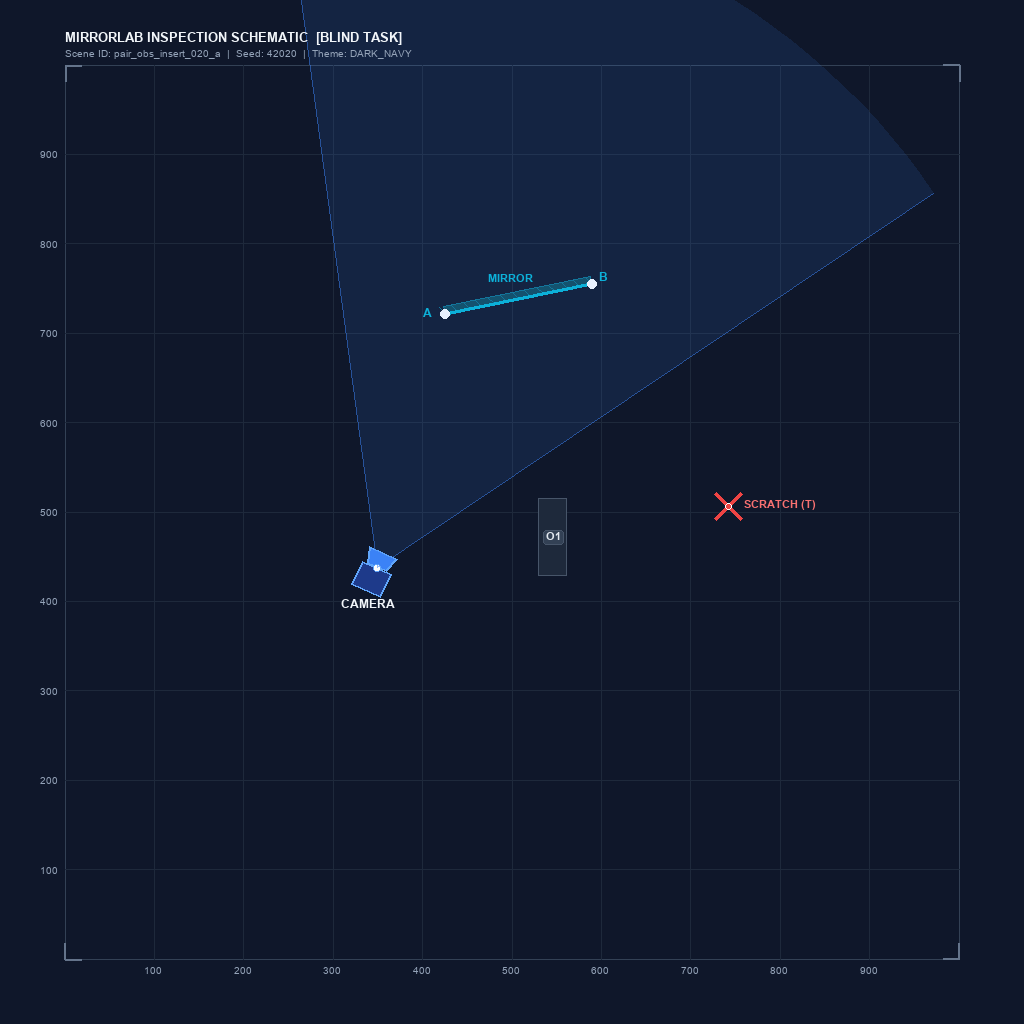 MIRRORLAB INSPECTION SCHEMATIC  [BLIND TASK]
Scene ID: pair_obs_insert_020_a  |  Seed: 42020  |  Theme: DARK_NAVY
900
800
B
MIRROR
A
700
600
500
SCRATCH (T)
O1
400
CAMERA
300
200
100
100 200 300 400 500 600 700 800 900